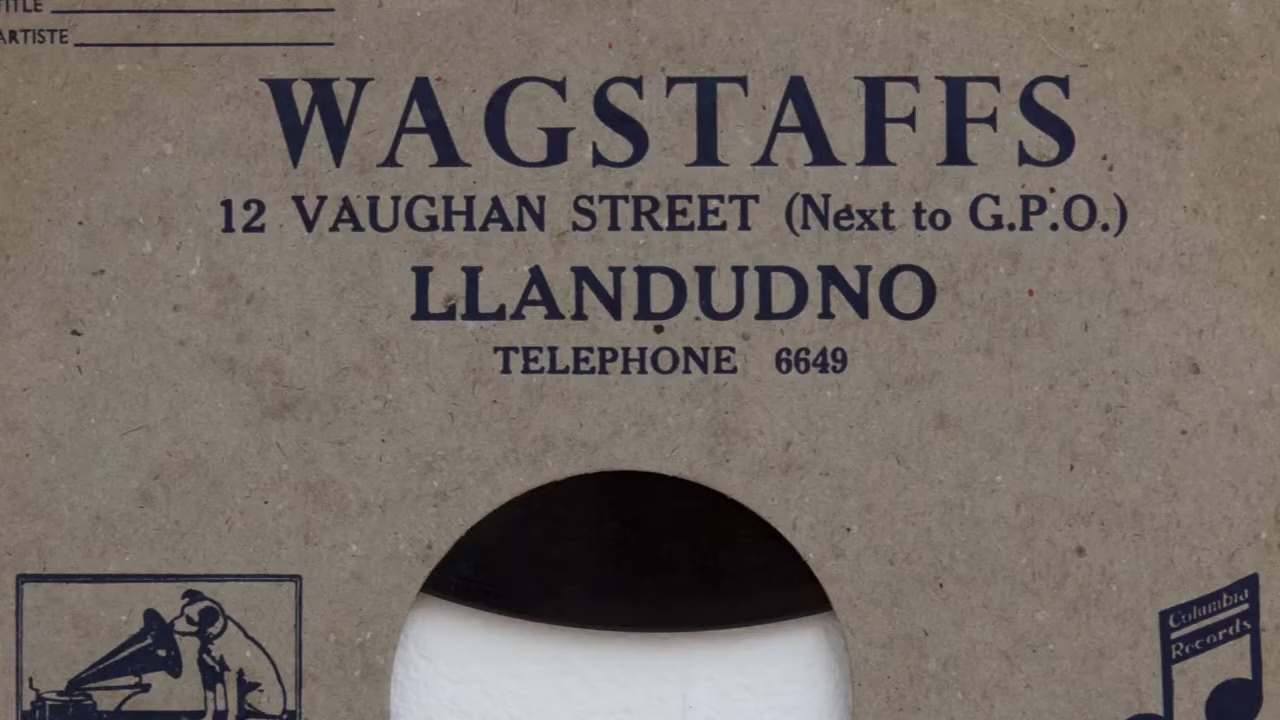 TITLE
ARTISTE
WAGSTAFFS
12 VAUGHAN STREET (Next to G.P.O.)
LLANDUDNO
TELEPHONE 6649
Columbia
Records